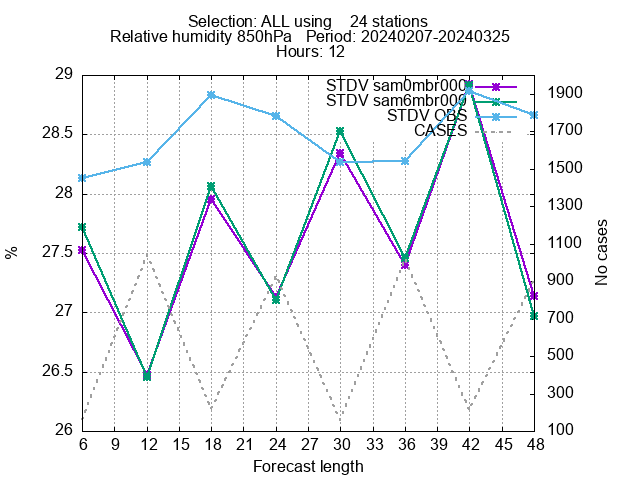 Selection: ALL using    24 stations
Relative humidity 850hPa   Period: 20240207-20240325
Hours: 12
STDV sam0mbr000
STDV sam6mbr000
STDV OBS
CASES
29
28.5
28
27.5
27
26.5
26
%
1900
1700
1500
1300
1100
900
700
500
300
100
No cases
6 9 12 15 18 21 24 27 30 33 36 39 42 45 48
Forecast length